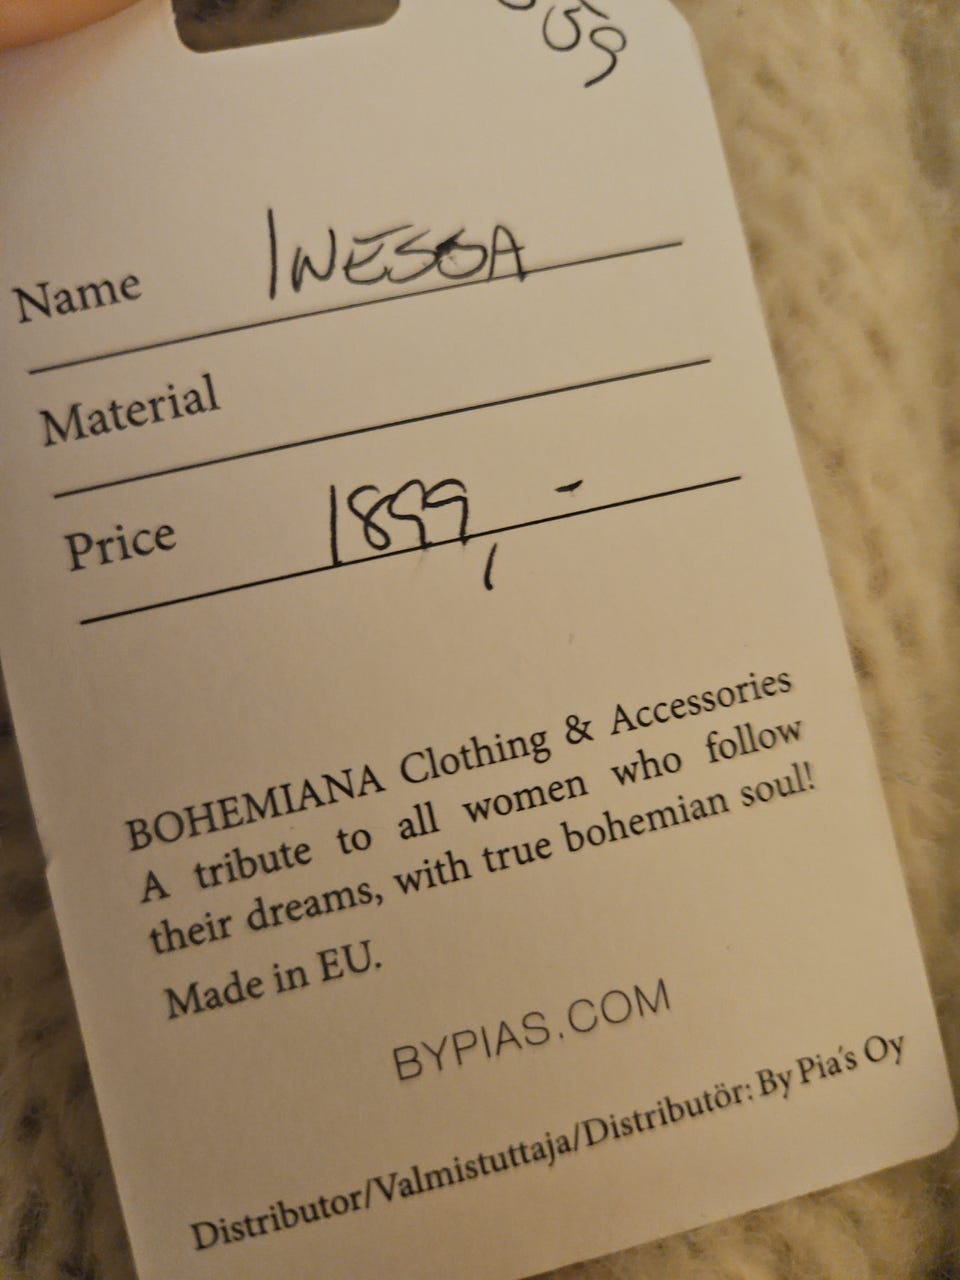 Name INESSA
Material
Price 1899,-
BOHEMIANA Clothing & Accessories
A tribute to all women who follow
their dreams, with true bohemian soul!
Made in EU.
BYPIAS.COM
Distributor/Valmistuttaja/Distributör: By Pia´s Oy